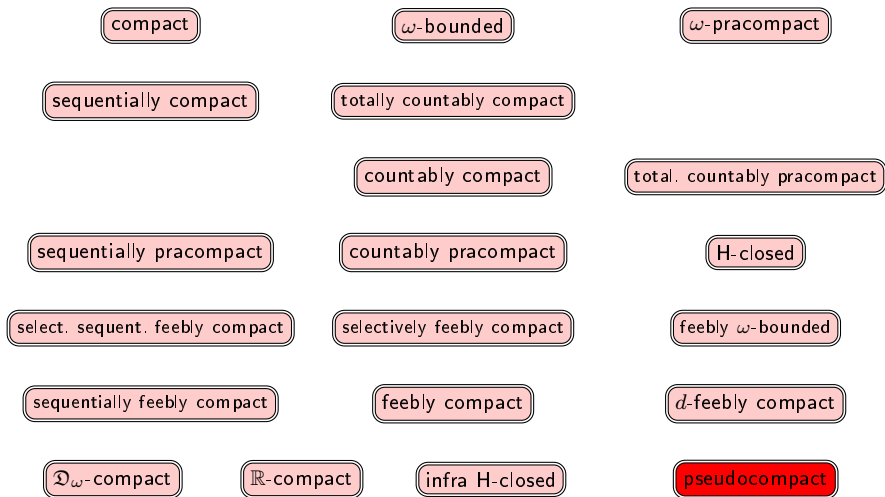 compact
ω-bounded
ω-pracompact
sequentially compact
totally countably compact
countably compact
total. countably pracompact
sequentially pracompact
countably pracompact
H-closed
select. sequent. feebly compact
selectively feebly compact
feebly ω-bounded
sequentially feebly compact
feebly compact
d-feebly compact
𝔇ω-compact
ℝ-compact
infra H-closed
pseudocompact